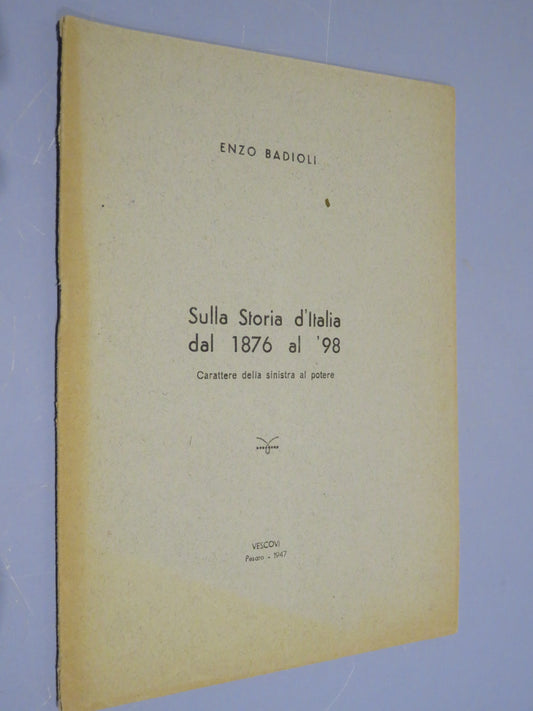 ENZO BADIOLI
Sulla Storia d'Italia
dal 1876 al '98
Carattere della sinistra al potere
VESCOVI
Pesaro - 1947